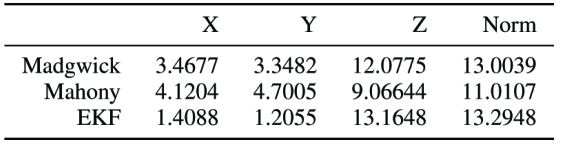 X Y Z Norm
Madgwick 3.4677 3.3482 12.0775 13.0039
Mahony 4.1204 4.7005 9.06644 11.0107
EKF 1.4088 1.2055 13.1648 13.2948